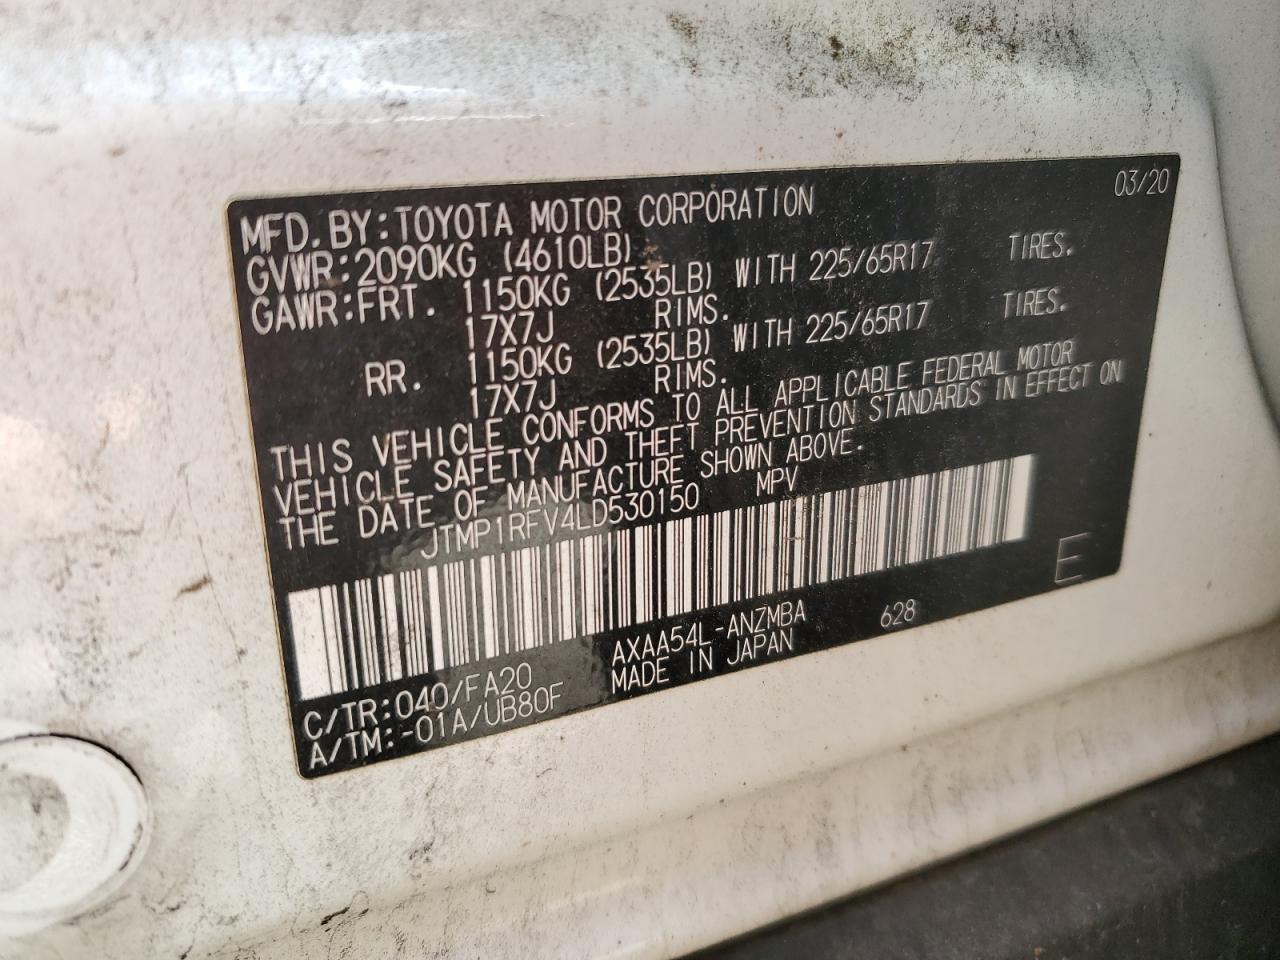 03/20
MFD. BY: TOYOTA MOTOR CORPORATION
GVWR: 2090KG (4610LB)
GAWR: FRT. 1150KG (2535LB) WITH 225/65R17 TIRES.
17X7J RIMS.
RR. 1150KG (2535LB) WITH 225/65R17 TIRES.
17X7J RIMS.
THIS VEHICLE CONFORMS TO ALL APPLICABLE FEDERAL MOTOR
VEHICLE SAFETY AND THEFT PREVENTION STANDARDS IN EFFECT ON
THE DATE OF MANUFACTURE SHOWN ABOVE.
JTMP1RFV4LD530150 MPV
E
C/TR: 040/FA20 AXAA54L-ANZMBA 628
A/TM: -01A/UB80F MADE IN JAPAN